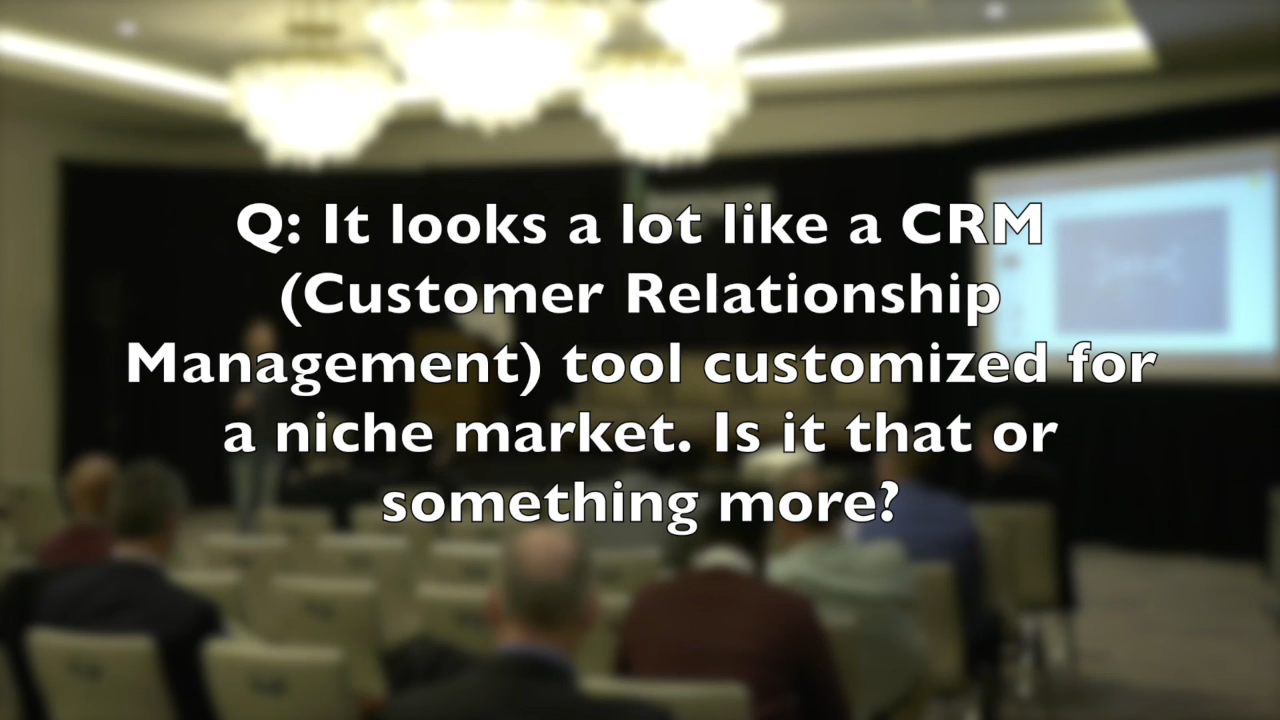 Q: It looks a lot like a CRM
(Customer Relationship
Management) tool customized for
a niche market. Is it that or
something more?